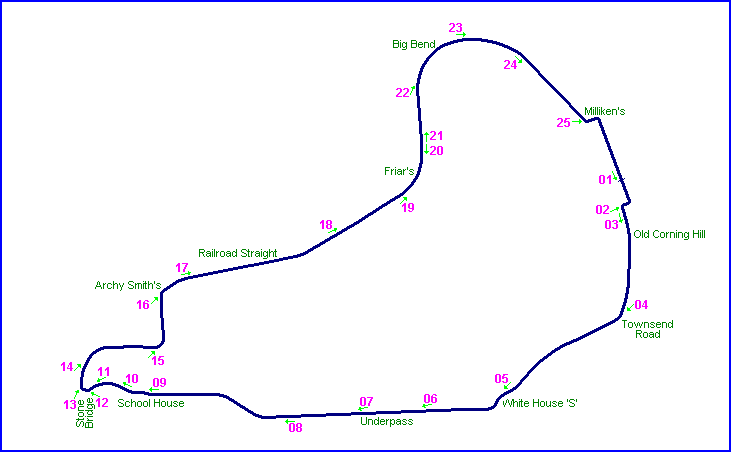 23
Big Bend
24
22
Milliken's
25
21
20
Friar's
01
19
02
03
18
Old Corning Hill
Railroad Straight
17
Archy Smith's
16
04
Townsend
Road
15
14
11
10
09
05
13
12
School House
07
06
White House 'S'
Stone
Bridge
Underpass
08